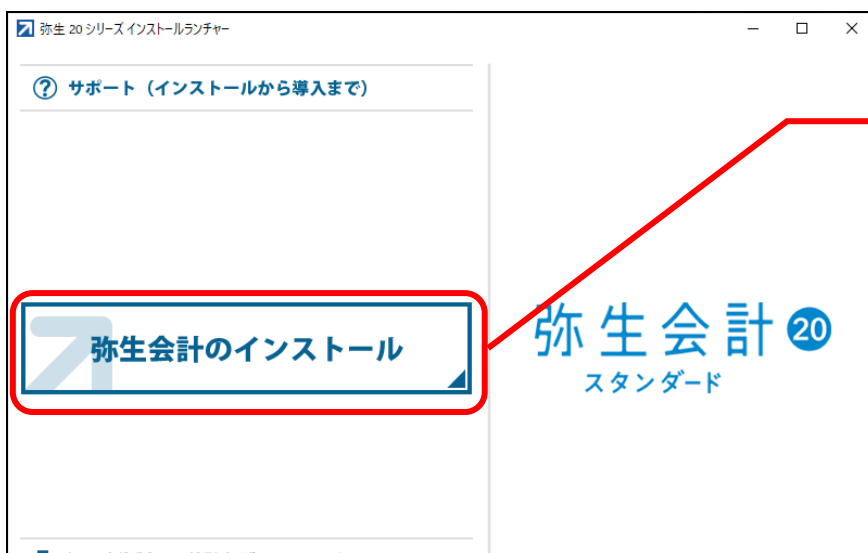 弥生 20 シリーズ インストールランチャー
サポート（インストールから導入まで）
弥生会計のインストール
弥生会計 20
スタンダード